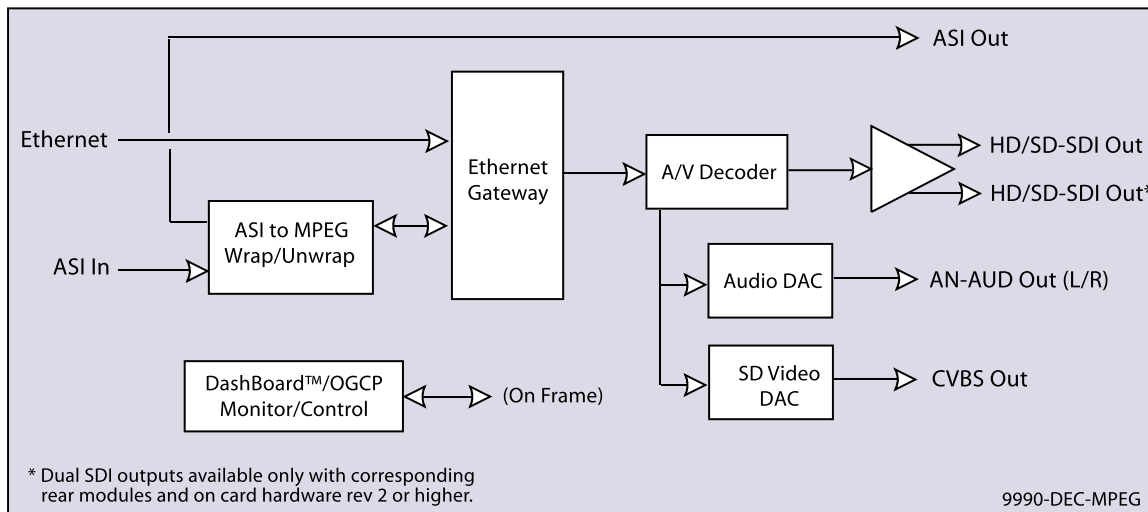 ASI Out
Ethernet
Ethernet
Gateway
A/V Decoder
HD/SD-SDI Out
HD/SD-SDI Out*
ASI to MPEG
Wrap/Unwrap
ASI In
Audio DAC
AN-AUD Out (L/R)
SD Video
DAC
CVBS Out
DashBoard™/OGCP
Monitor/Control
(On Frame)
* Dual SDI outputs available only with corresponding
rear modules and on card hardware rev 2 or higher.
9990-DEC-MPEG